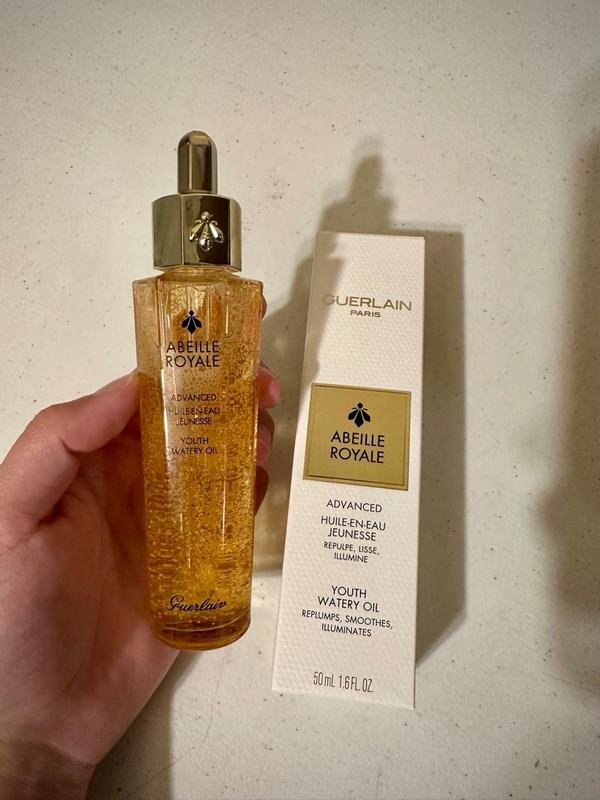 ABEILLE
ROYALE
ADVANCED
HUILE-EN-EAU
JEUNESSE
YOUTH
WATERY OIL
Guerlain
GUERLAIN
PARIS
ABEILLE
ROYALE
ADVANCED
HUILE-EN-EAU
JEUNESSE
REPULPE, LISSE,
ILLUMINE
YOUTH
WATERY OIL
REPLUMPS, SMOOTHES,
ILLUMINATES
50 mL 1.6 FL. OZ.